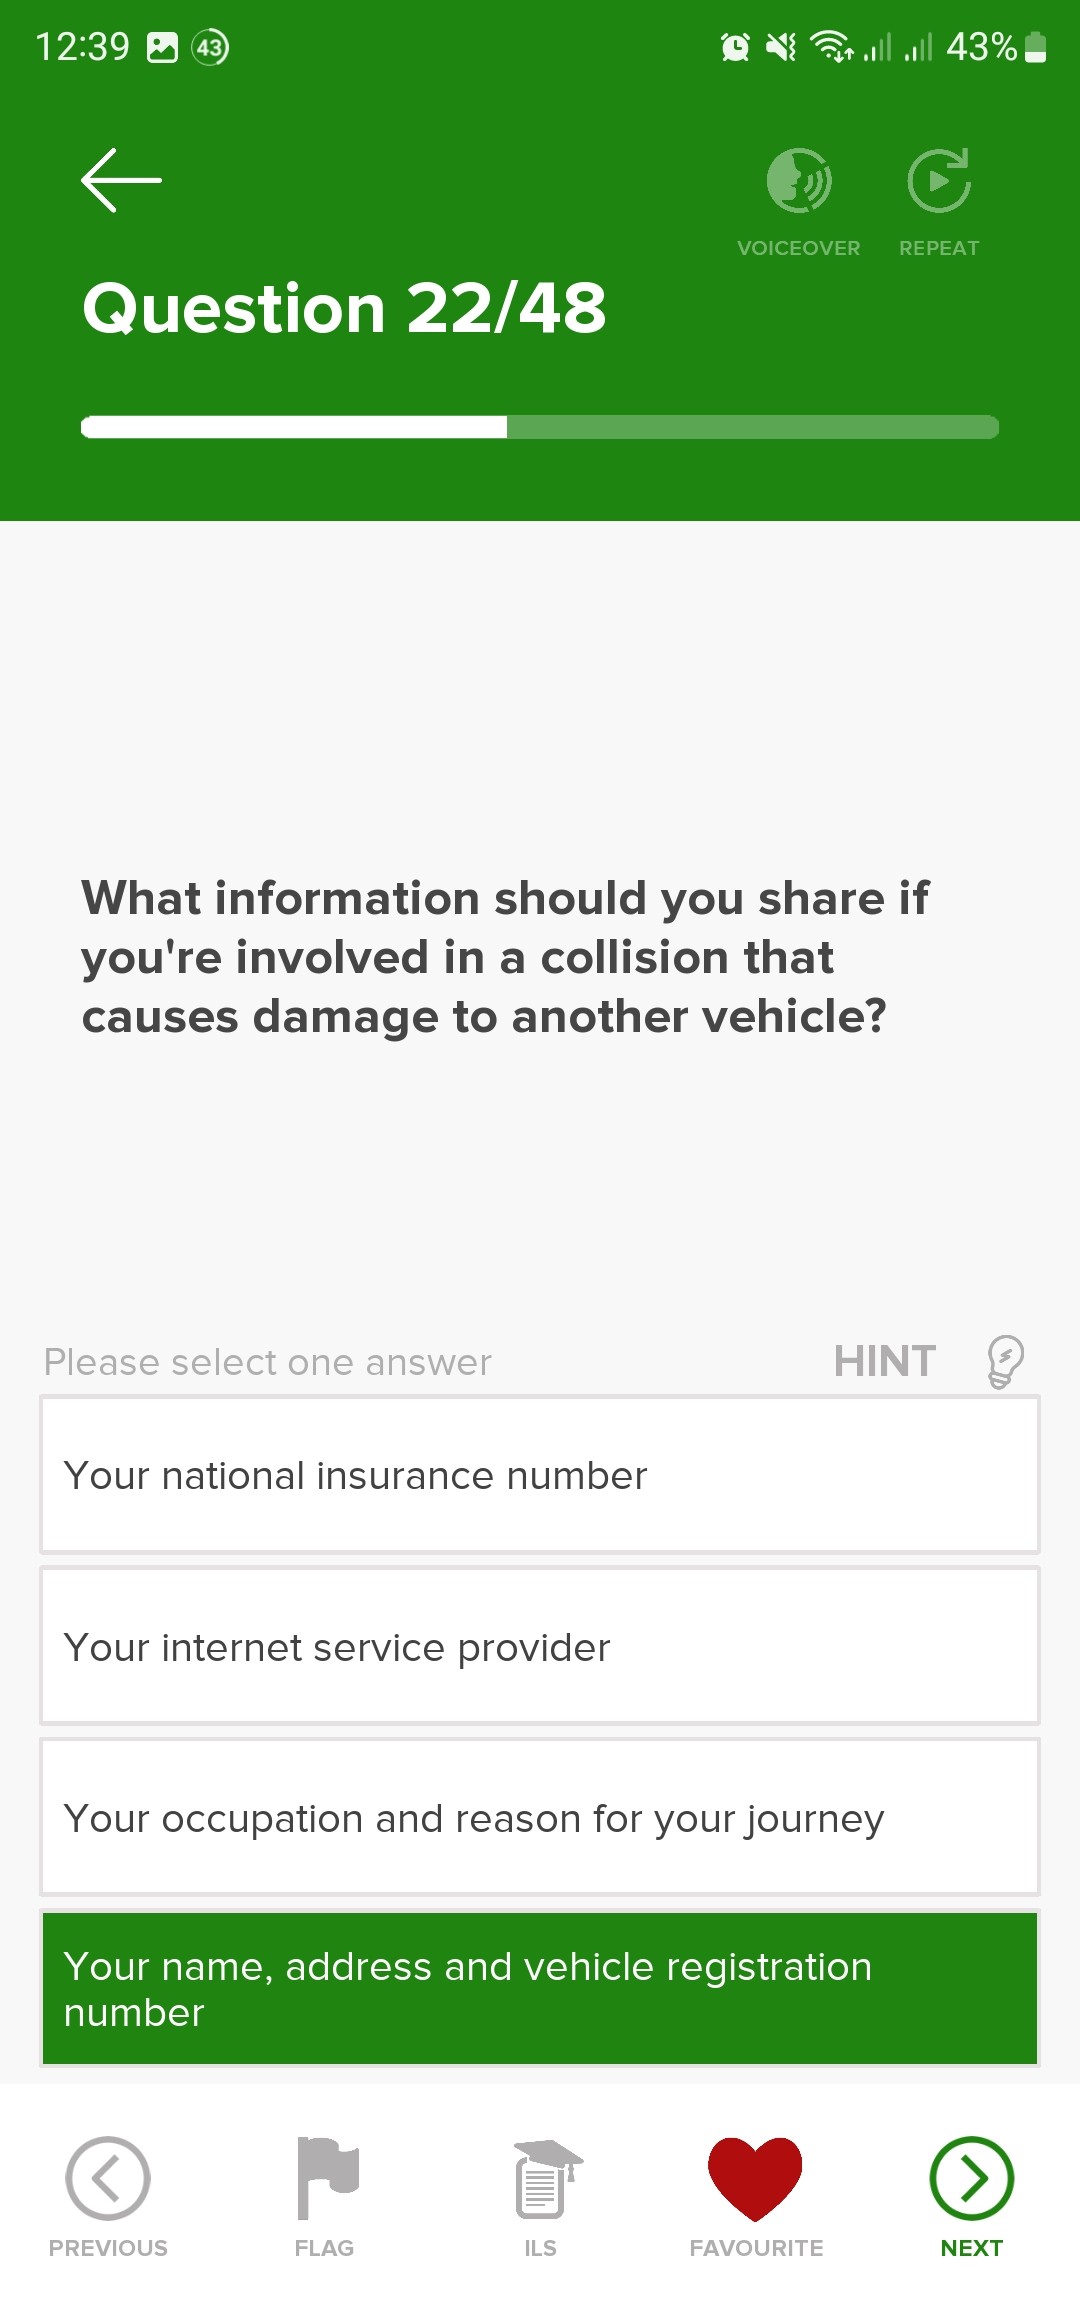 12:39 43 43%
VOICEOVER REPEAT
Question 22/48
What information should you share if
you're involved in a collision that
causes damage to another vehicle?
Please select one answer HINT
Your national insurance number
Your internet service provider
Your occupation and reason for your journey
Your name, address and vehicle registration
number
PREVIOUS FLAG ILS FAVOURITE NEXT